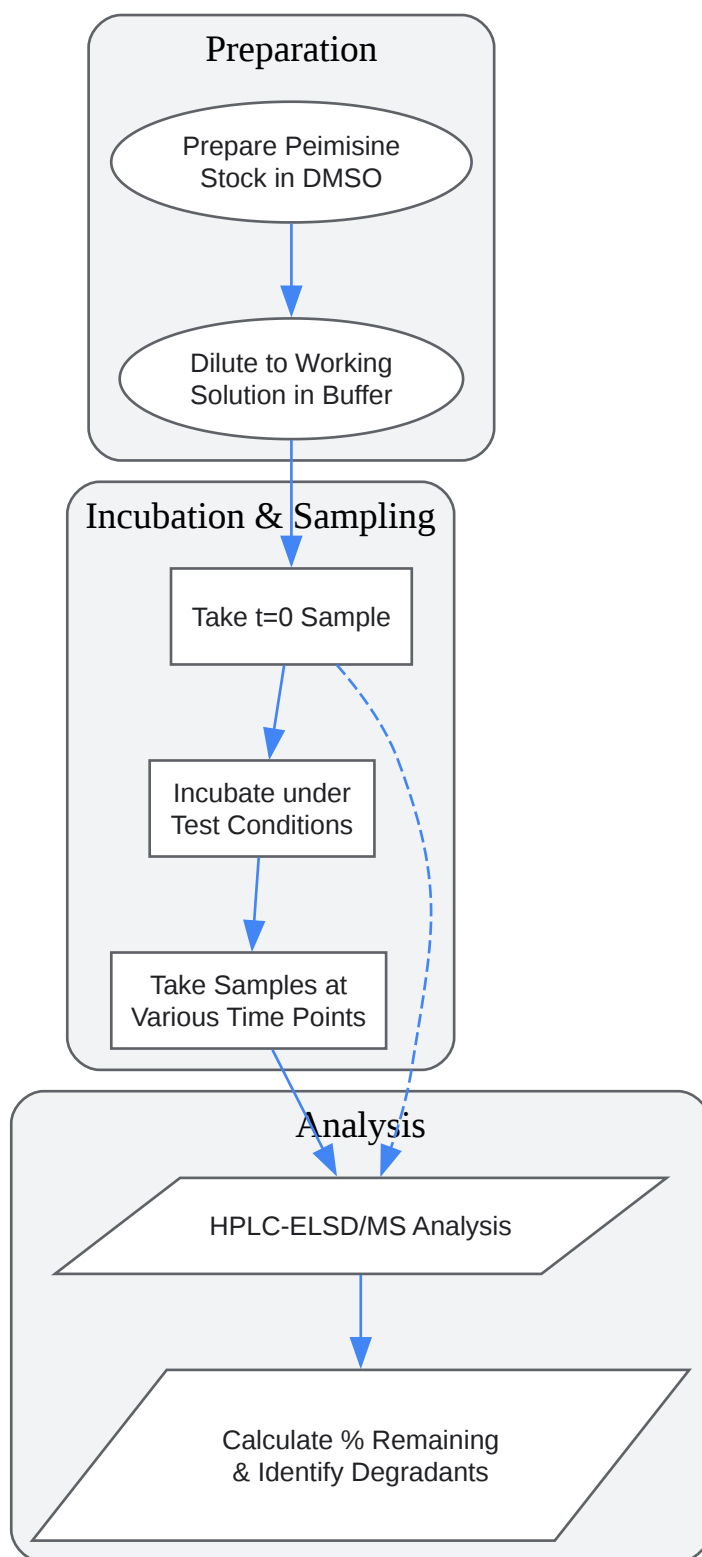 Preparation
Prepare Peimisine
Stock in DMSO
Dilute to Working
Solution in Buffer
Incubation & Sampling
Take t=0 Sample
Incubate under
Test Conditions
Take Samples at
Various Time Points
Analysis
HPLC-ELSD/MS Analysis
Calculate % Remaining
& Identify Degradants